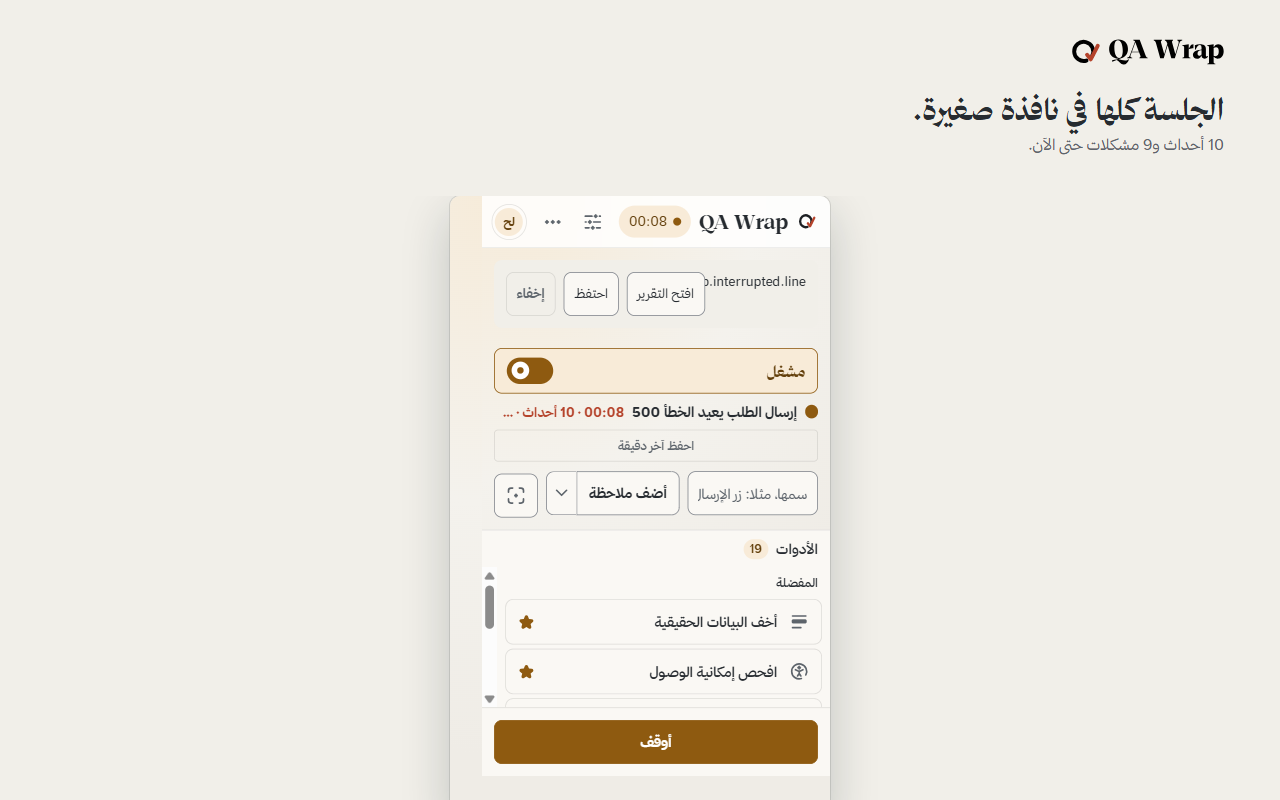 QA Wrap
الجلسة كلها في نافذة صغيرة.
10 أحداث و9 مشكلات حتى الآن.
QA Wrap 00:08 لح
.interrupted.line افتح التقرير احتفظ إخفاء
مشغل
إرسال الطلب يعيد الخطأ 500 00:08 · 10 أحداث · ...
احفظ آخر دقيقة
سمها، مثلا: زر الإرسال أضف ملاحظة
الأدوات 19
المفضلة
أخف البيانات الحقيقية
افحص إمكانية الوصول
أوقف